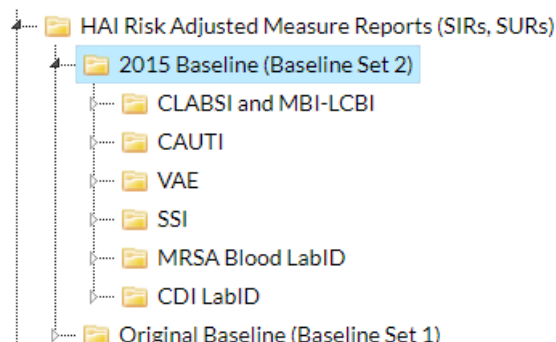 HAI Risk Adjusted Measure Reports (SIRs, SURs)
2015 Baseline (Baseline Set 2)
CLABSI and MBI-LCBI
CAUTI
VAE
SSI
MRSA Blood LabID
CDI LabID
Original Baseline (Baseline Set 1)